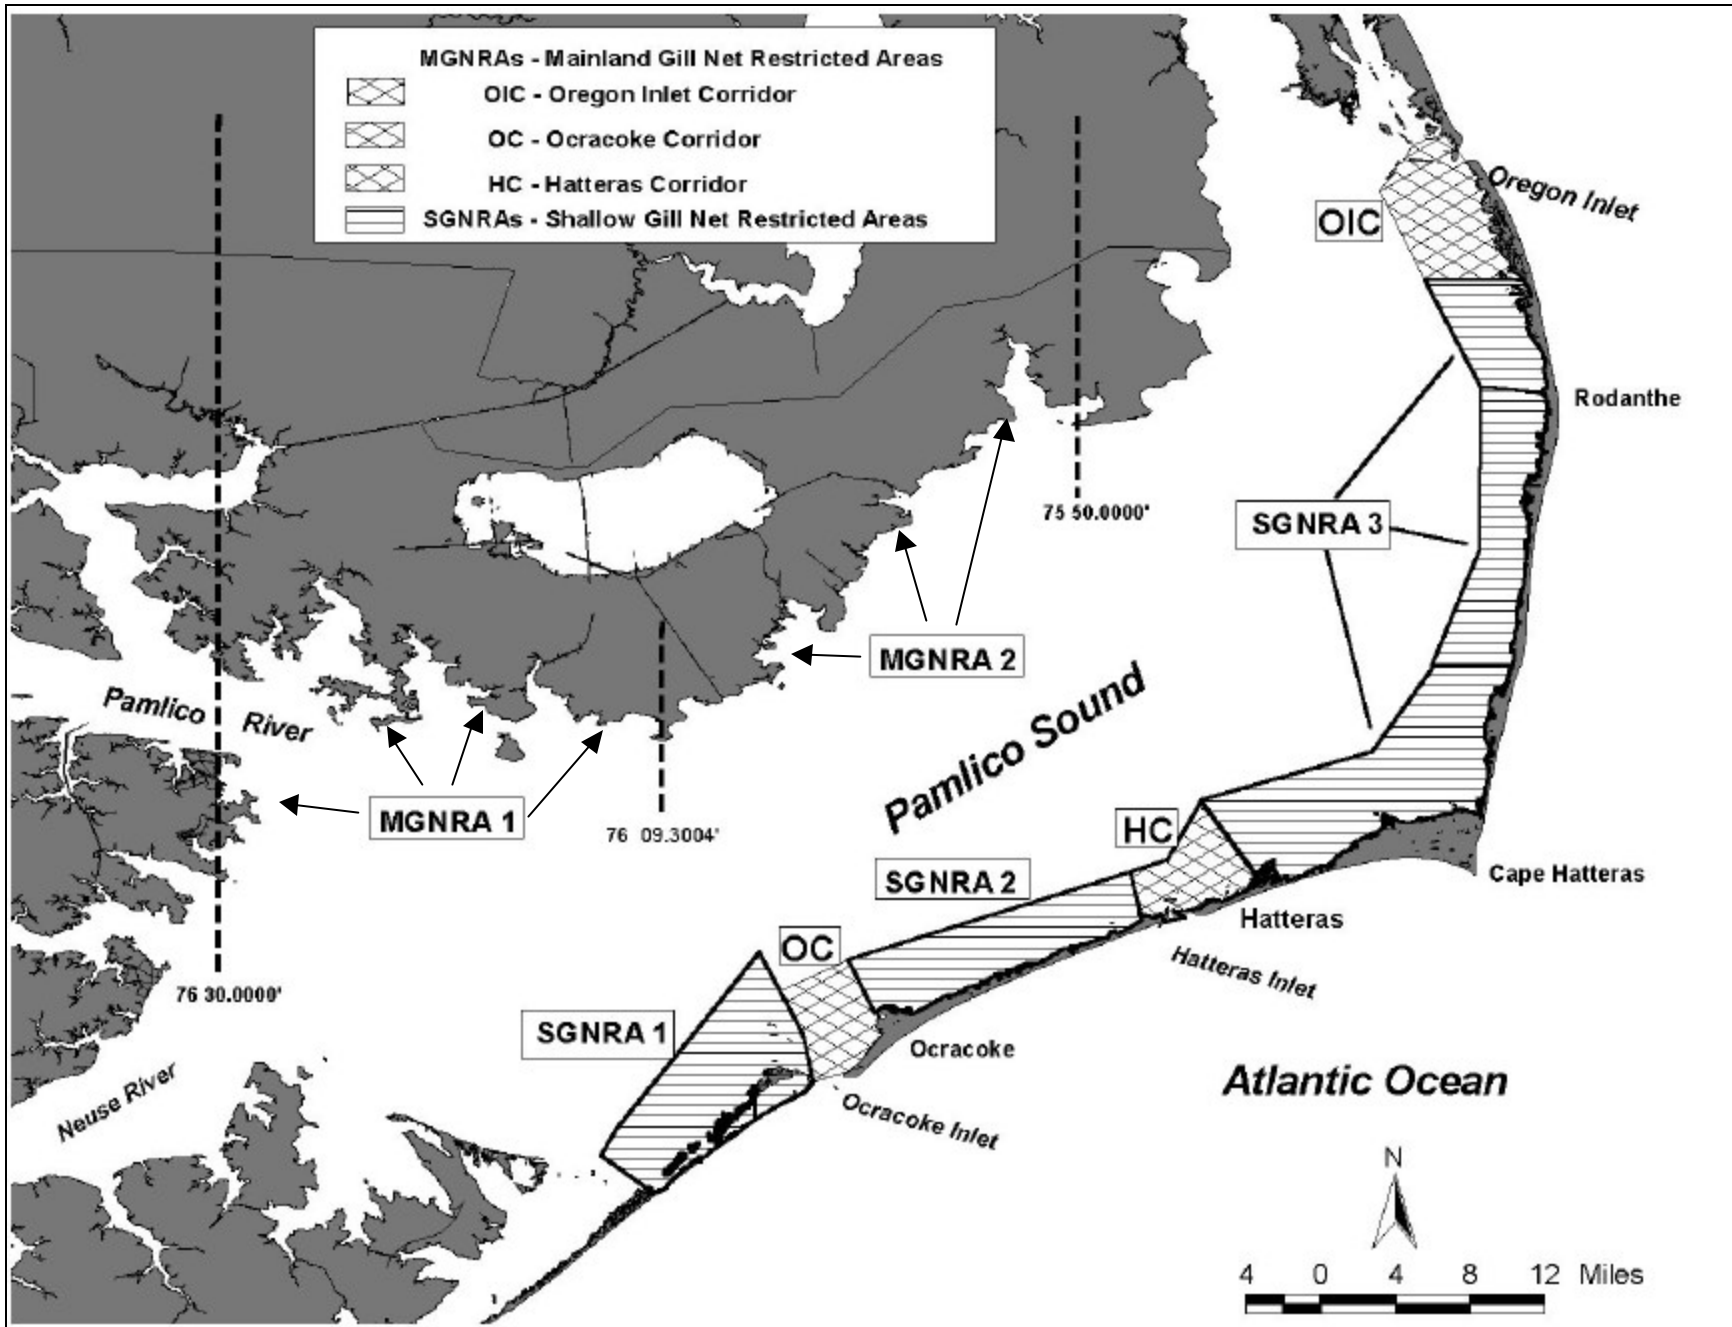 MGNRAs - Mainland Gill Net Restricted Areas
OIC - Oregon Inlet Corridor
OC - Ocracoke Corridor
HC - Hatteras Corridor
SGNRAs - Shallow Gill Net Restricted Areas
Oregon Inlet
OIC
Rodanthe
SGNRA 3
75 50.0000'
MGNRA 2
Pamlico River
Pamlico Sound
MGNRA 1
76 09.3004'
HC
Cape Hatteras
SGNRA 2
Hatteras
OC
Hatteras Inlet
76 30.0000'
SGNRA 1
Ocracoke
Atlantic Ocean
Neuse River
Ocracoke Inlet
N
4 0 4 8 12 Miles